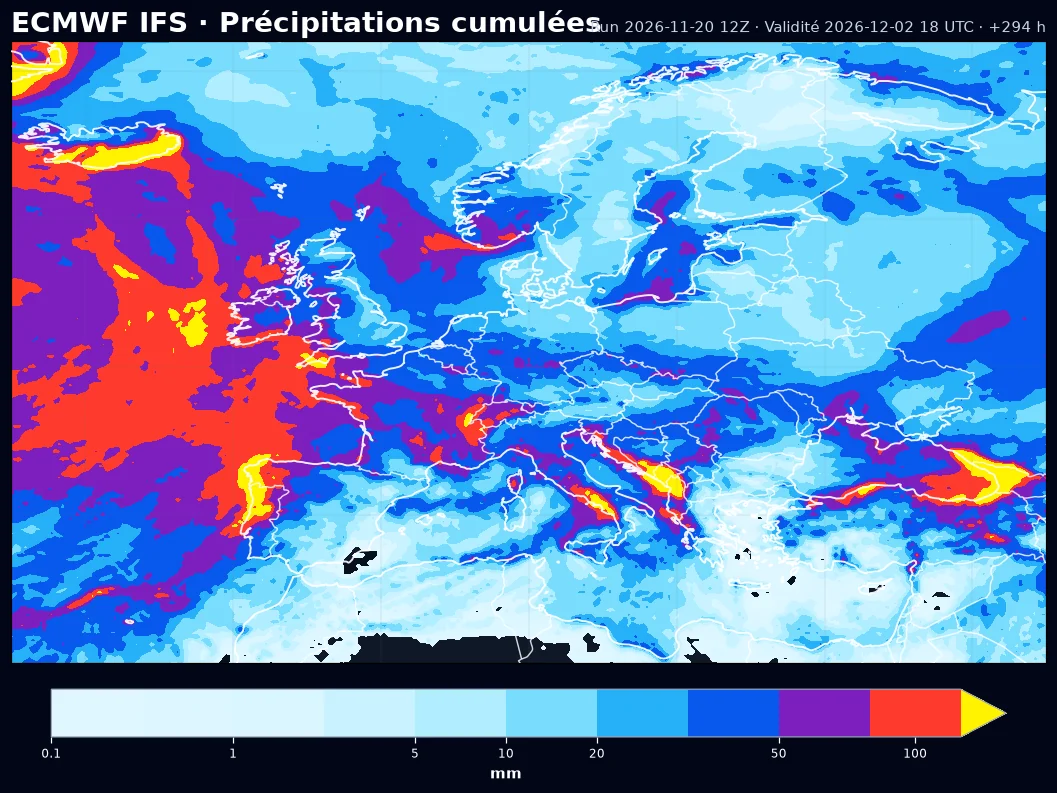 ECMWF IFS · Précipitations cumulées
Run 2026-11-20 12Z · Validité 2026-12-02 18 UTC · +294 h
0.1 1 5 10 20 50 100
mm